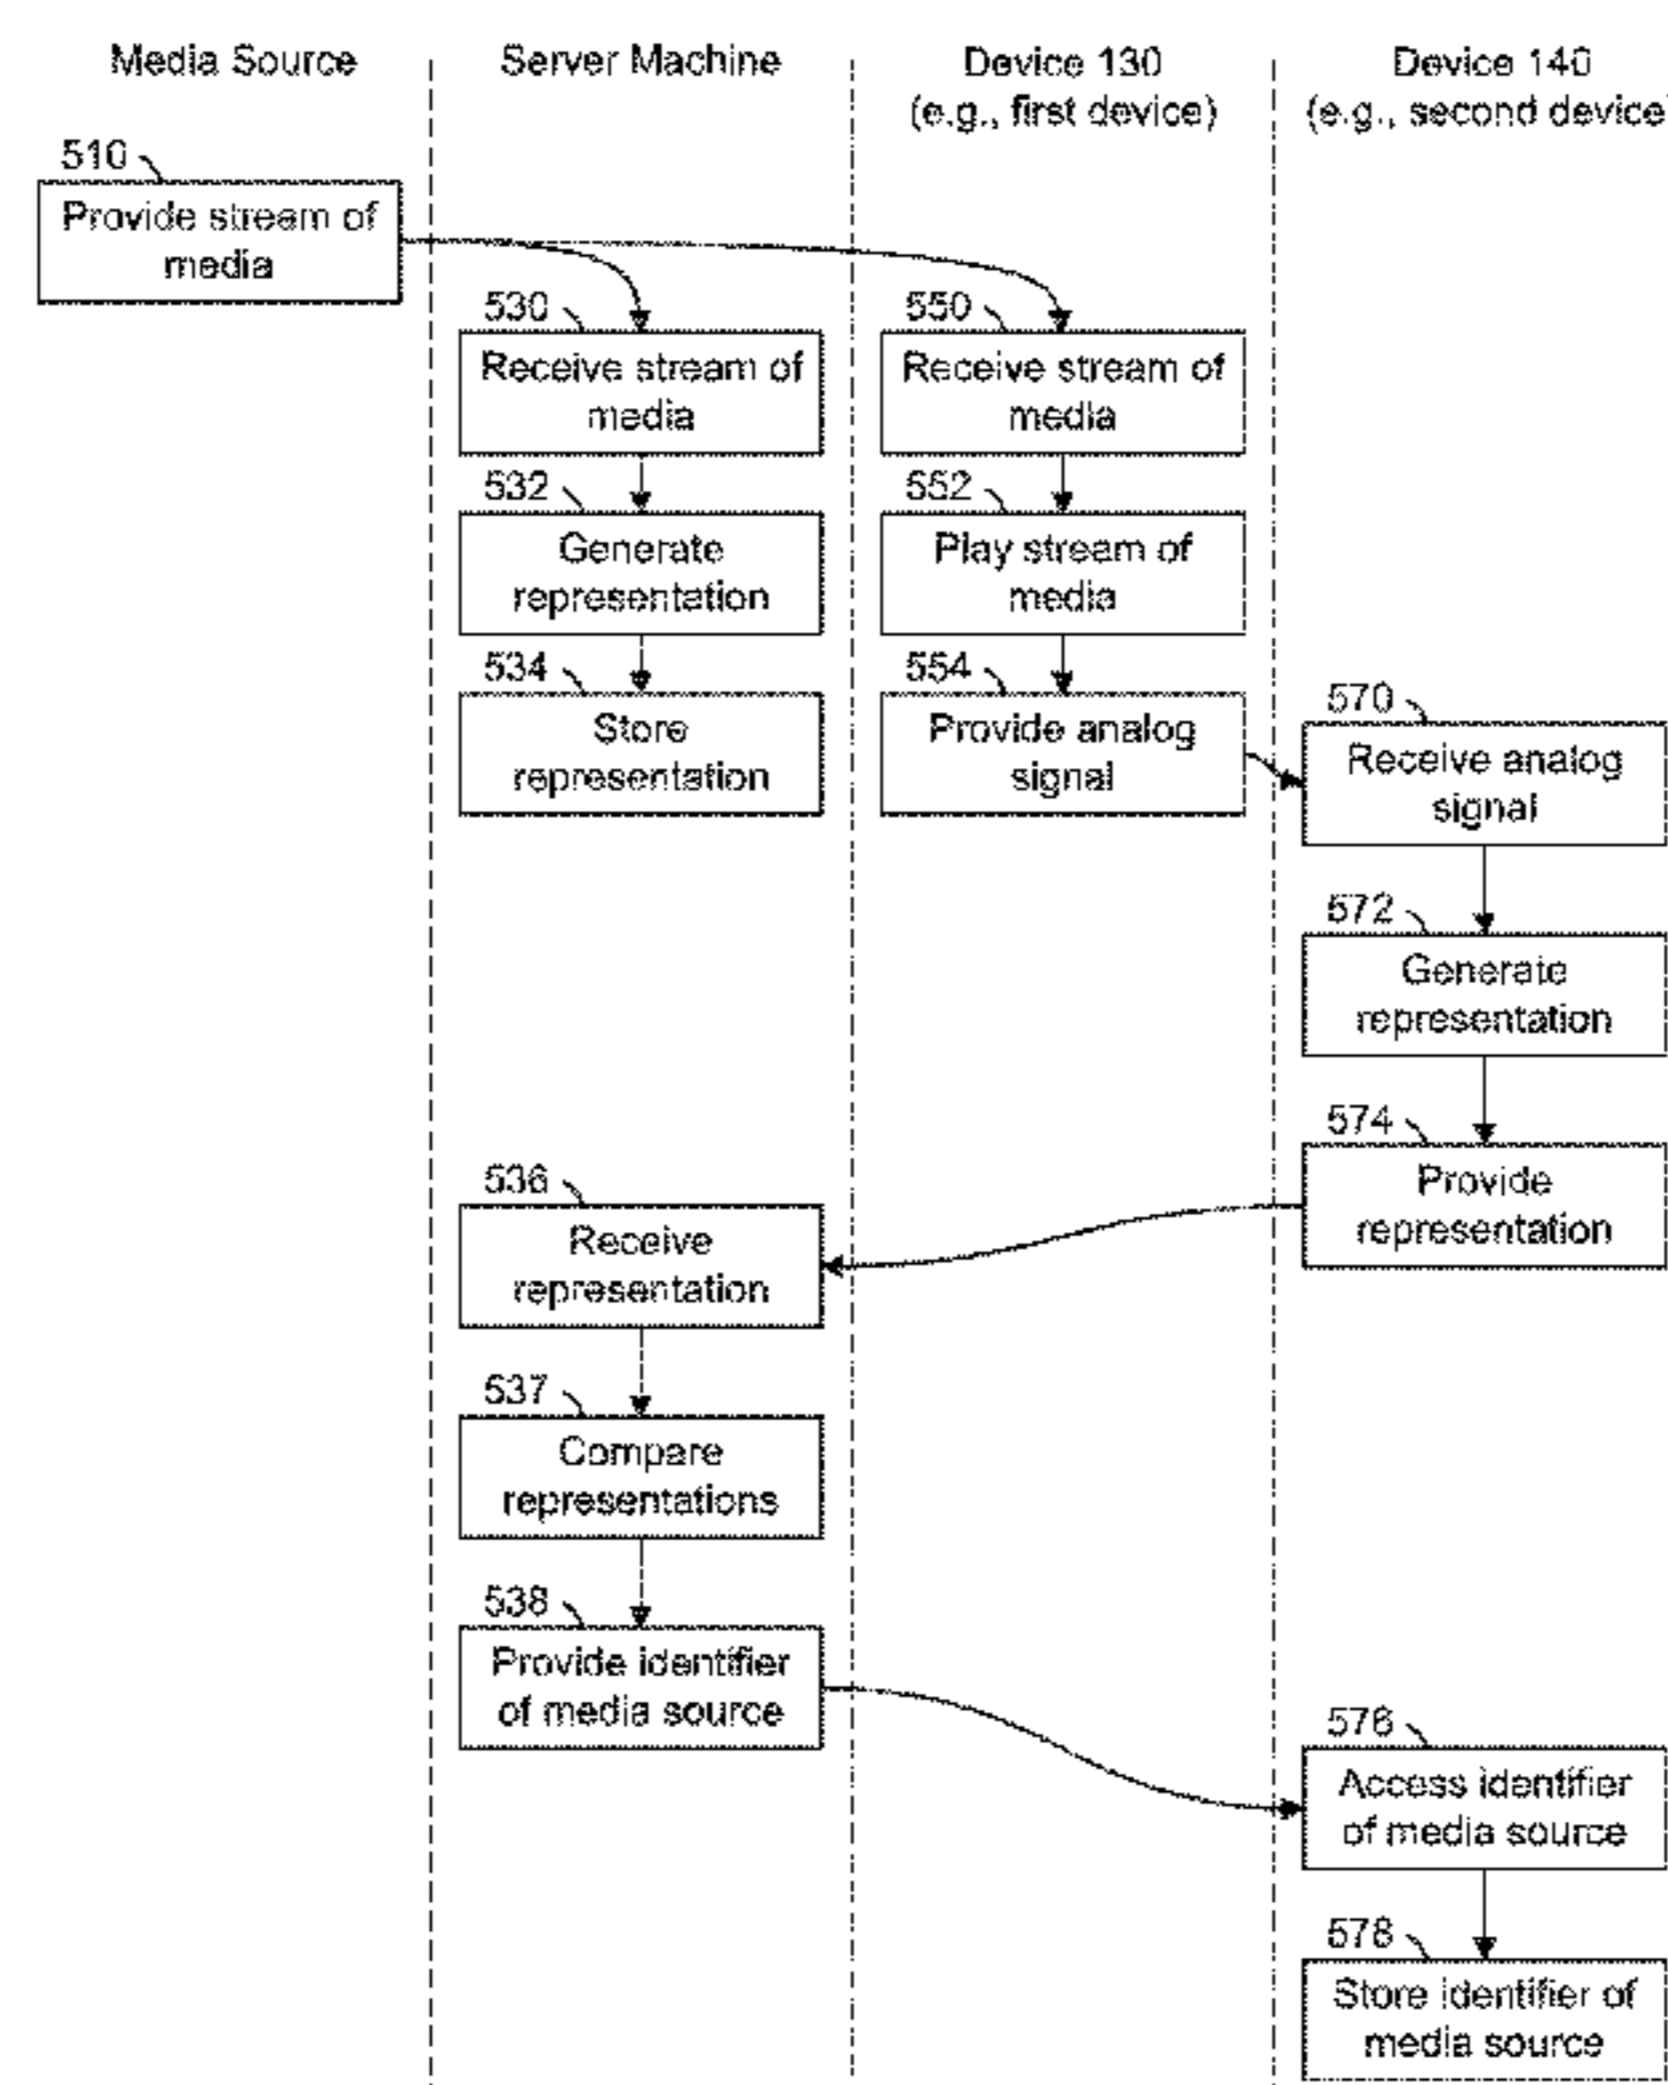 Media Source
Server Machine
Device 130
(e.g., first device)
Device 140
(e.g., second device)
510
Provide stream of
media
530
Receive stream of
media
550
Receive stream of
media
532
Generate
representation
552
Play stream of
media
534
Store
representation
554
Provide analog
signal
570
Receive analog
signal
572
Generate
representation
574
Provide
representation
536
Receive
representation
537
Compare
representations
538
Provide identifier
of media source
576
Access identifier
of media source
578
Store identifier of
media source